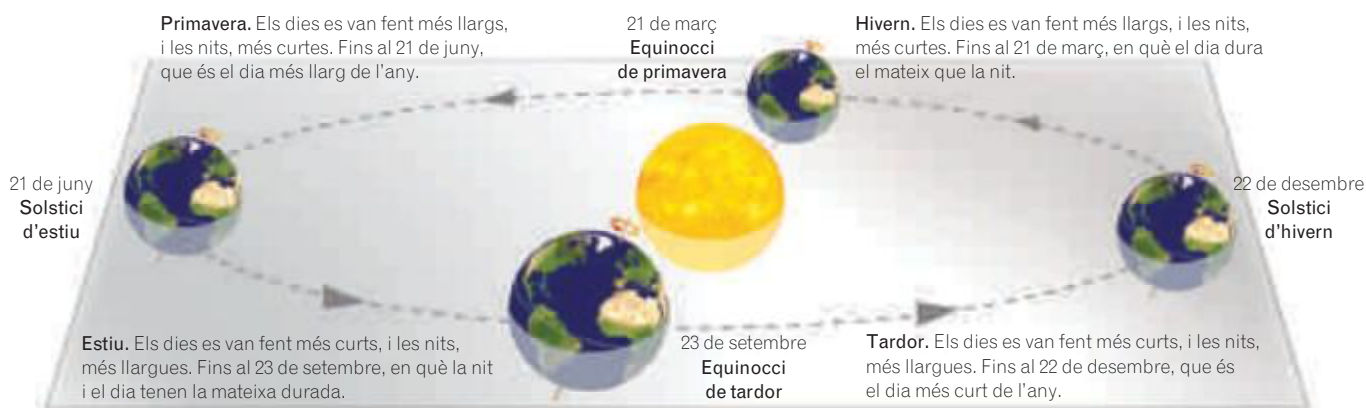 Primavera. Els dies es van fent més llargs,
i les nits, més curtes. Fins al 21 de juny,
que és el dia més llarg de l'any.
21 de març
Equinocci
de primavera
Hivern. Els dies es van fent més llargs, i les nits,
més curtes. Fins al 21 de març, en què el dia dura
el mateix que la nit.
21 de juny
Solstici
d'estiu
22 de desembre
Solstici
d'hivern
Estiu. Els dies es van fent més curts, i les nits,
més llargues. Fins al 23 de setembre, en què la nit
i el dia tenen la mateixa durada.
23 de setembre
Equinocci
de tardor
Tardor. Els dies es van fent més curts, i les nits,
més llargues. Fins al 22 de desembre, que és
el dia més curt de l'any.